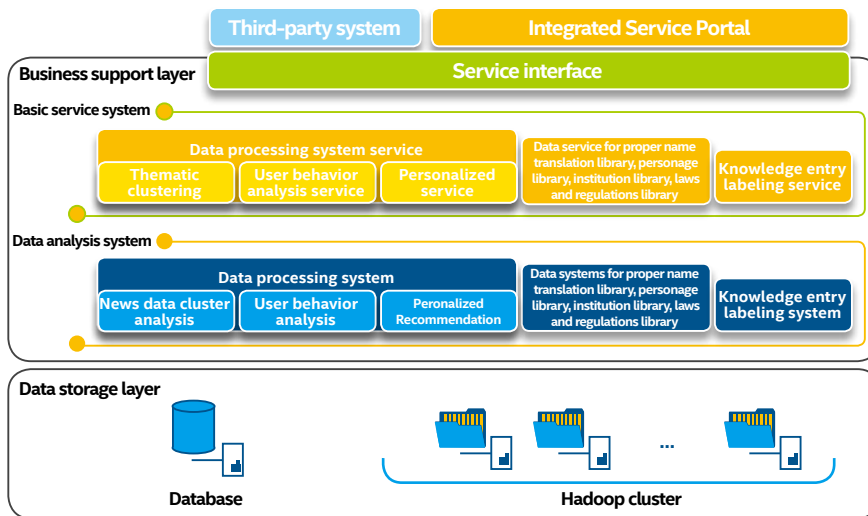 Third-party system
Integrated Service Portal
Business support layer
Service interface
Basic service system
Data processing system service
Thematic
clustering
User behavior
analysis service
Personalized
service
Data service for proper name
translation library, personage
library, institution library, laws
and regulations library
Knowledge entry
labeling service
Data analysis system
Data processing system
News data cluster
analysis
User behavior
analysis
Peronalized
Recommendation
Data systems for proper name
translation library, personage
library, institution library, laws
and regulations library
Knowledge entry
labeling system
Data storage layer
...
Database
Hadoop cluster